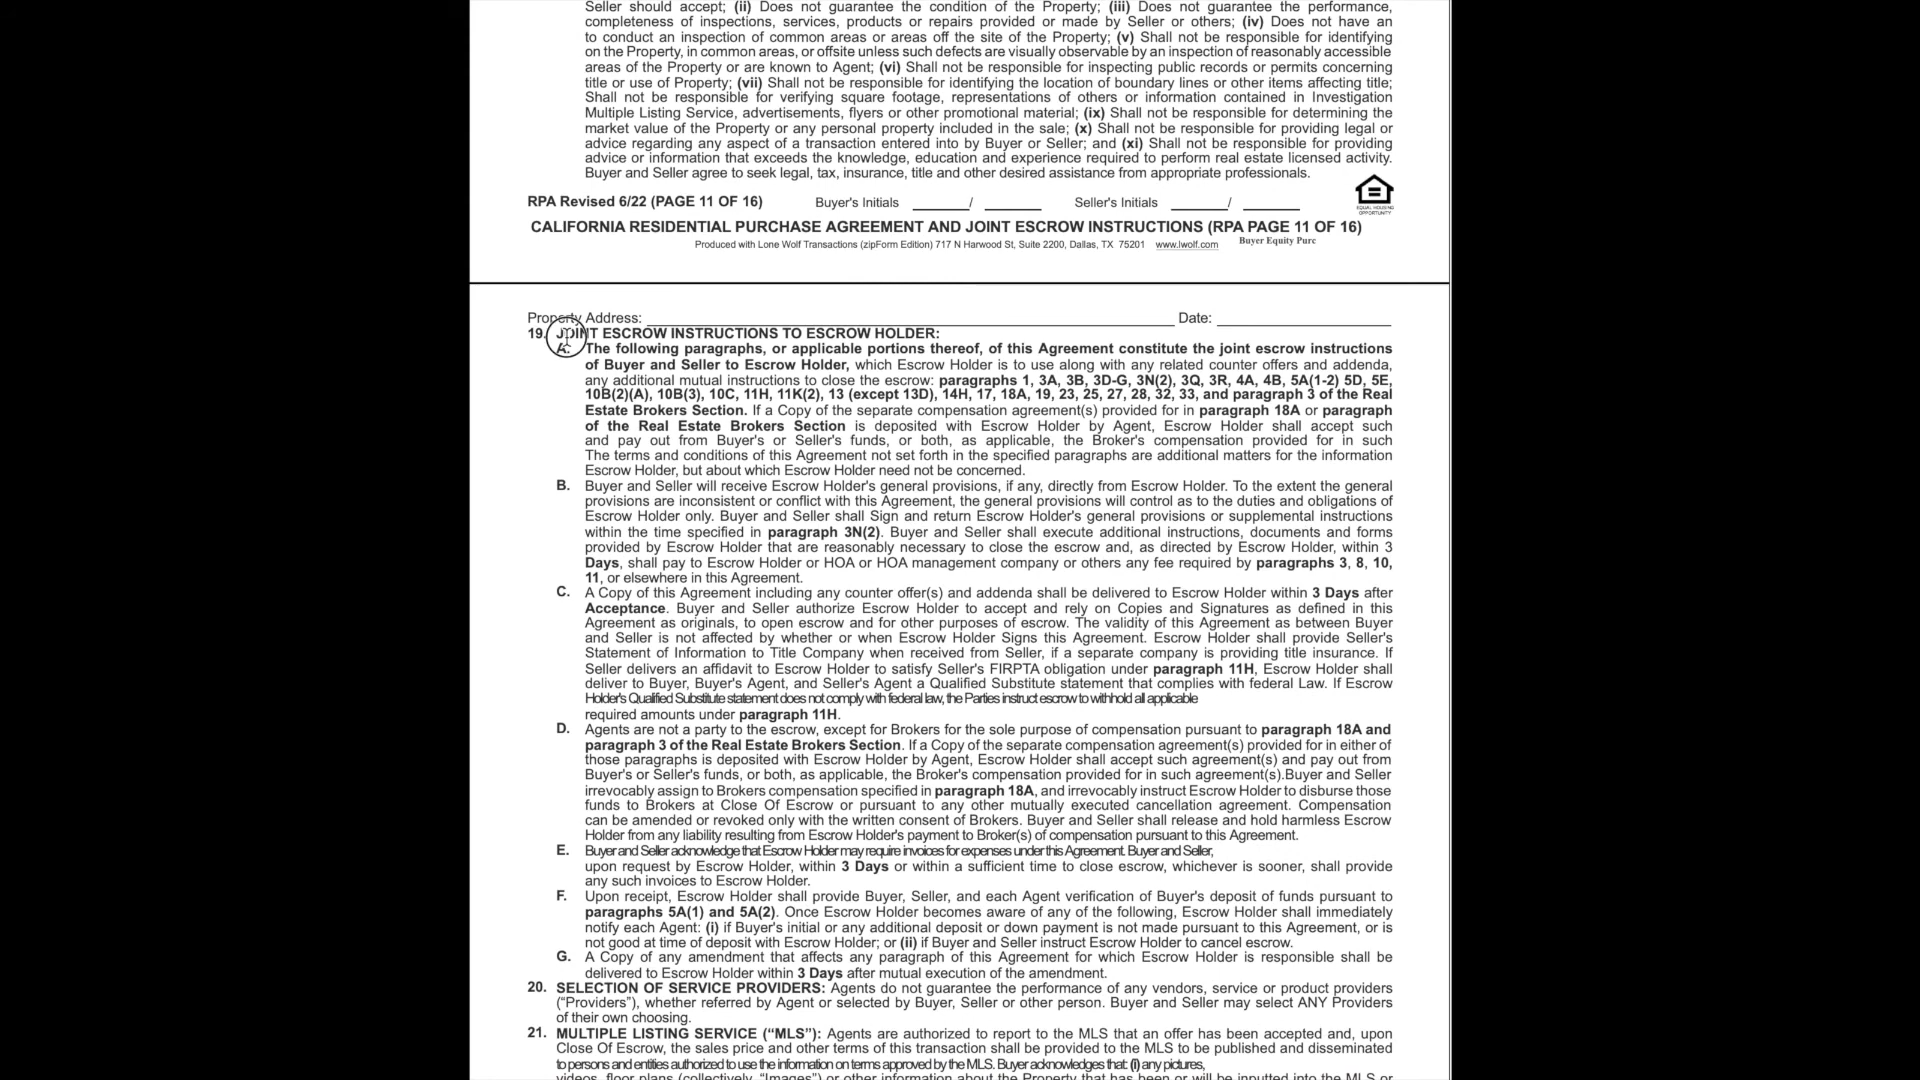 Seller should accept; (ii) Does not guarantee the condition of the Property; (iii) Does not guarantee the performance,
completeness of inspections, services, products or repairs provided or made by Seller or others; (iv) Does not have an
to conduct an inspection of common areas or areas off the site of the Property; (v) Shall not be responsible for identifying
on the Property, in common areas, or offsite unless such defects are visually observable by an inspection of reasonably accessible
areas of the Property or are known to Agent; (vi) Shall not be responsible for inspecting public records or permits concerning
title or use of Property; (vii) Shall not be responsible for identifying the location of boundary lines or other items affecting title;
Shall not be responsible for verifying square footage, representations of others or information contained in Investigation
Multiple Listing Service, advertisements, flyers or other promotional material; (ix) Shall not be responsible for determining the
market value of the Property or any personal property included in the sale; (x) Shall not be responsible for providing legal or
advice regarding any aspect of a transaction entered into by Buyer or Seller; and (xi) Shall not be responsible for providing
advice or information that exceeds the knowledge, education and experience required to perform real estate licensed activity.
Buyer and Seller agree to seek legal, tax, insurance, title and other desired assistance from appropriate professionals.
RPA Revised 6/22 (PAGE 11 OF 16) Buyer's Initials ______/ ______ Seller's Initials ______/ ______
EQUAL HOUSING
OPPORTUNITY
CALIFORNIA RESIDENTIAL PURCHASE AGREEMENT AND JOINT ESCROW INSTRUCTIONS (RPA PAGE 11 OF 16)
Produced with Lone Wolf Transactions (zipForm Edition) 717 N Harwood St, Suite 2200, Dallas, TX 75201 www.lwolf.com Buyer Equity Purc
Property Address: ______ Date: ______
19. JOINT ESCROW INSTRUCTIONS TO ESCROW HOLDER:
A. The following paragraphs, or applicable portions thereof, of this Agreement constitute the joint escrow instructions
of Buyer and Seller to Escrow Holder, which Escrow Holder is to use along with any related counter offers and addenda,
any additional mutual instructions to close the escrow: paragraphs 1, 3A, 3B, 3D-G, 3N(2), 3Q, 3R, 4A, 4B, 5A(1-2) 5D, 5E,
10B(2)(A), 10B(3), 10C, 11H, 11K(2), 13 (except 13D), 14H, 17, 18A, 19, 23, 25, 27, 28, 32, 33, and paragraph 3 of the Real
Estate Brokers Section. If a Copy of the separate compensation agreement(s) provided for in paragraph 18A or paragraph
of the Real Estate Brokers Section is deposited with Escrow Holder by Agent, Escrow Holder shall accept such
and pay out from Buyer's or Seller's funds, or both, as applicable, the Broker's compensation provided for in such
The terms and conditions of this Agreement not set forth in the specified paragraphs are additional matters for the information
Escrow Holder, but about which Escrow Holder need not be concerned.
B. Buyer and Seller will receive Escrow Holder's general provisions, if any, directly from Escrow Holder. To the extent the general
provisions are inconsistent or conflict with this Agreement, the general provisions will control as to the duties and obligations of
Escrow Holder only. Buyer and Seller shall Sign and return Escrow Holder's general provisions or supplemental instructions
within the time specified in paragraph 3N(2). Buyer and Seller shall execute additional instructions, documents and forms
provided by Escrow Holder that are reasonably necessary to close the escrow and, as directed by Escrow Holder, within 3
Days, shall pay to Escrow Holder or HOA or HOA management company or others any fee required by paragraphs 3, 8, 10,
11, or elsewhere in this Agreement.
C. A Copy of this Agreement including any counter offer(s) and addenda shall be delivered to Escrow Holder within 3 Days after
Acceptance. Buyer and Seller authorize Escrow Holder to accept and rely on Copies and Signatures as defined in this
Agreement as originals, to open escrow and for other purposes of escrow. The validity of this Agreement as between Buyer
and Seller is not affected by whether or when Escrow Holder Signs this Agreement. Escrow Holder shall provide Seller's
Statement of Information to Title Company when received from Seller, if a separate company is providing title insurance. If
Seller delivers an affidavit to Escrow Holder to satisfy Seller's FIRPTA obligation under paragraph 11H, Escrow Holder shall
deliver to Buyer, Buyer's Agent, and Seller's Agent a Qualified Substitute statement that complies with federal Law. If Escrow
Holder's Qualified Substitute statement does not comply with federal law, the Parties instruct escrow to withhold all applicable
required amounts under paragraph 11H.
D. Agents are not a party to the escrow, except for Brokers for the sole purpose of compensation pursuant to paragraph 18A and
paragraph 3 of the Real Estate Brokers Section. If a Copy of the separate compensation agreement(s) provided for in either of
those paragraphs is deposited with Escrow Holder by Agent, Escrow Holder shall accept such agreement(s) and pay out from
Buyer's or Seller's funds, or both, as applicable, the Broker's compensation provided for in such agreement(s).Buyer and Seller
irrevocably assign to Brokers compensation specified in paragraph 18A, and irrevocably instruct Escrow Holder to disburse those
funds to Brokers at Close Of Escrow or pursuant to any other mutually executed cancellation agreement. Compensation
can be amended or revoked only with the written consent of Brokers. Buyer and Seller shall release and hold harmless Escrow
Holder from any liability resulting from Escrow Holder's payment to Broker(s) of compensation pursuant to this Agreement.
E. Buyer and Seller acknowledge that Escrow Holder may require invoices for expenses under this Agreement. Buyer and Seller,
upon request by Escrow Holder, within 3 Days or within a sufficient time to close escrow, whichever is sooner, shall provide
any such invoices to Escrow Holder.
F. Upon receipt, Escrow Holder shall provide Buyer, Seller, and each Agent verification of Buyer's deposit of funds pursuant to
paragraphs 5A(1) and 5A(2). Once Escrow Holder becomes aware of any of the following, Escrow Holder shall immediately
notify each Agent: (i) if Buyer's initial or any additional deposit or down payment is not made pursuant to this Agreement, or is
not good at time of deposit with Escrow Holder; or (ii) if Buyer and Seller instruct Escrow Holder to cancel escrow.
G. A Copy of any amendment that affects any paragraph of this Agreement for which Escrow Holder is responsible shall be
delivered to Escrow Holder within 3 Days after mutual execution of the amendment.
20. SELECTION OF SERVICE PROVIDERS: Agents do not guarantee the performance of any vendors, service or product providers
(“Providers”), whether referred by Agent or selected by Buyer, Seller or other person. Buyer and Seller may select ANY Providers
of their own choosing.
21. MULTIPLE LISTING SERVICE (“MLS”): Agents are authorized to report to the MLS that an offer has been accepted and, upon
Close Of Escrow, the sales price and other terms of this transaction shall be provided to the MLS to be published and disseminated
to persons and entities authorized to use the information on terms approved by the MLS. Buyer acknowledges that: (i) any pictures,
videos, floor plans (collectively, “Images”) or other information about the Property that has been or will be inputted into the MLS or